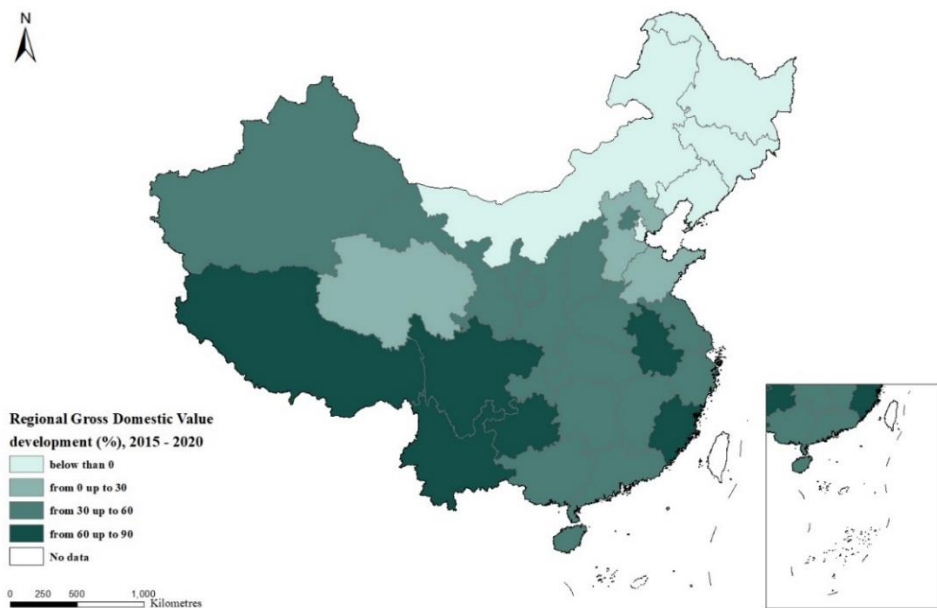 N
Regional Gross Domestic Value
development (%), 2015 - 2020
below than 0
from 0 up to 30
from 30 up to 60
from 60 up to 90
No data
0 250 500 1,000
Kilometres